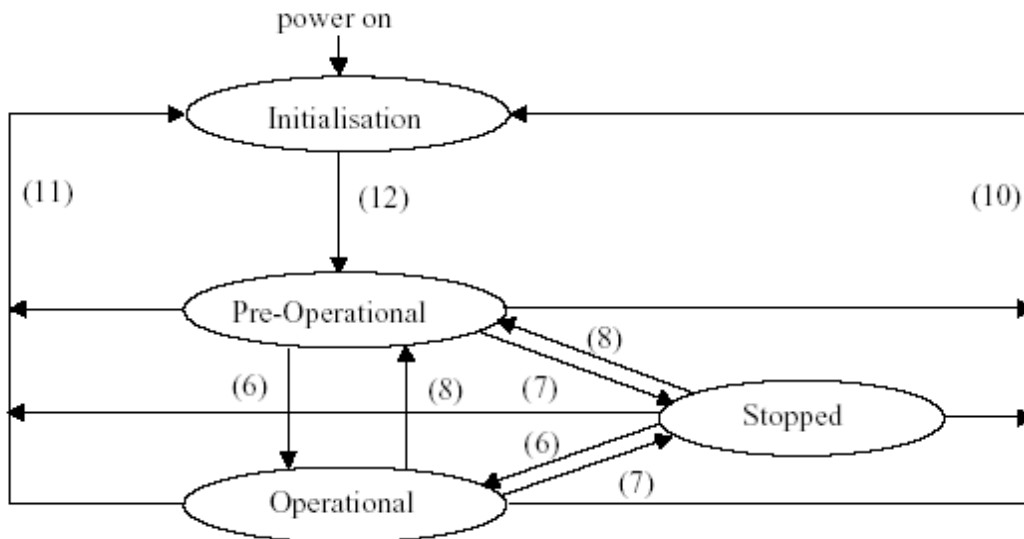 power on
Initialisation
(11)
(12)
(10)
Pre-Operational
(8)
(6)
(8)
(7)
Stopped
(6)
(7)
Operational